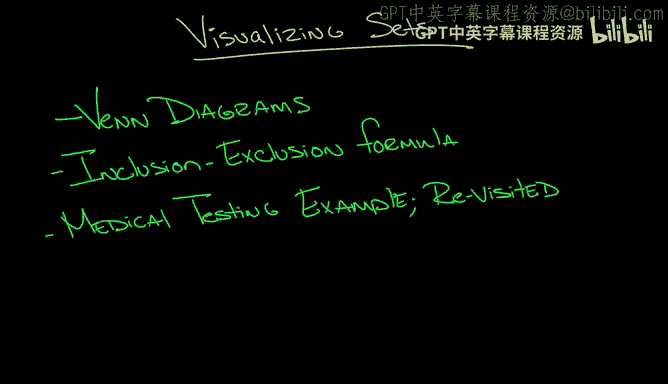 GPT中英字幕课程资源@bilibili.com
Visualizing Sets
GPT中英字幕课程资源 bilibili
- Venn Diagrams
- Inclusion-Exclusion formula
- Medical Testing Example; Re-visited